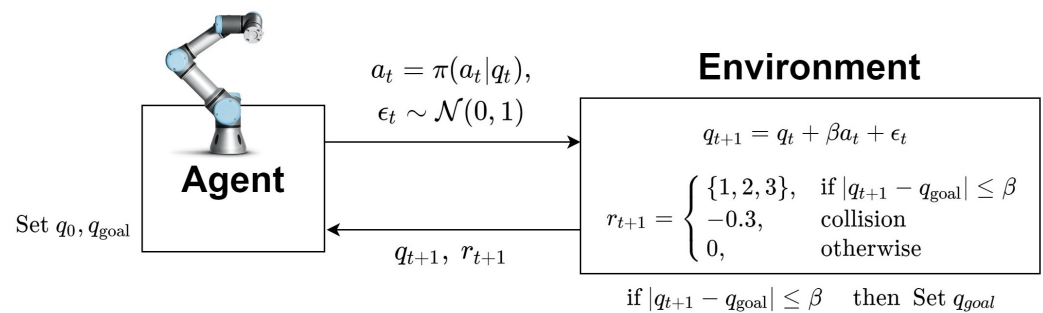 a_t = π(a_t|q_t),
ϵ_t ∼ 𝒩(0, 1)
Environment
Agent
Set q_0, q_goal
q_{t+1} = q_t + βa_t + ϵ_t
r_{t+1} = { {1, 2, 3}, if |q_{t+1} − q_goal| ≤ β
−0.3, collision
0, otherwise
q_{t+1}, r_{t+1}
if |q_{t+1} − q_goal| ≤ β then Set q_goal